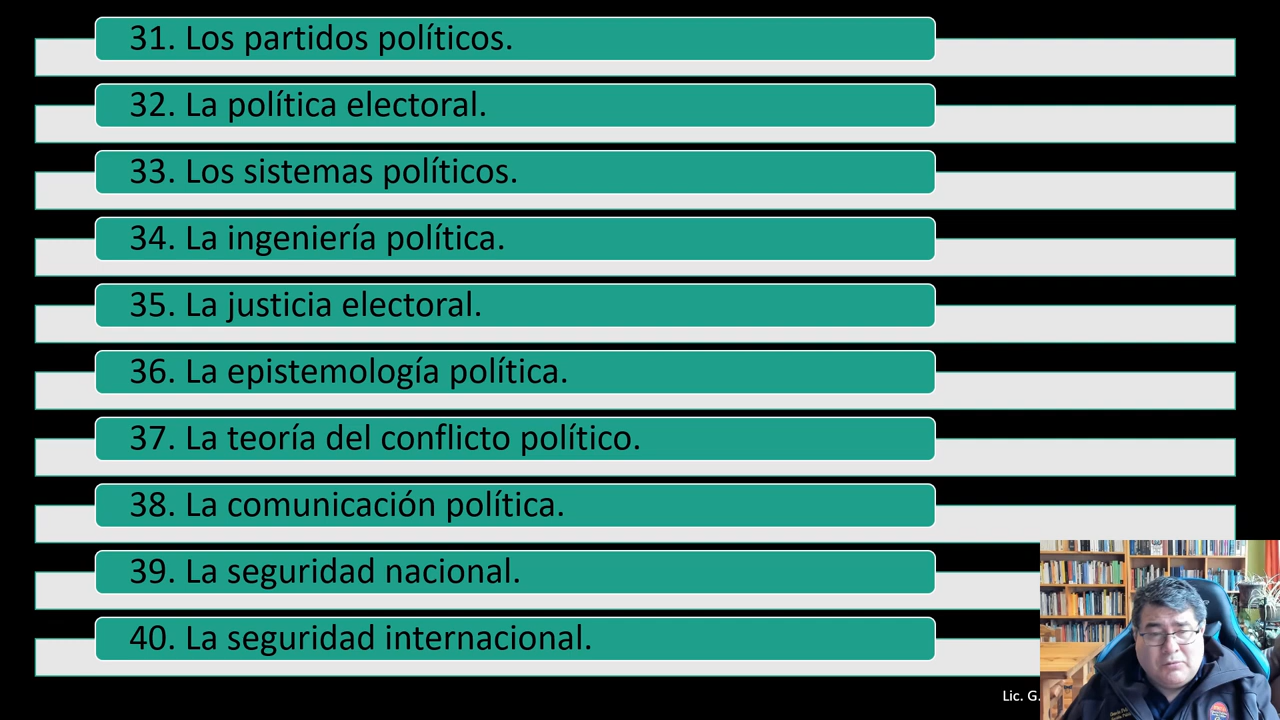 31. Los partidos políticos.
32. La política electoral.
33. Los sistemas políticos.
34. La ingeniería política.
35. La justicia electoral.
36. La epistemología política.
37. La teoría del conflicto político.
38. La comunicación política.
39. La seguridad nacional.
40. La seguridad internacional.
Lic. G.